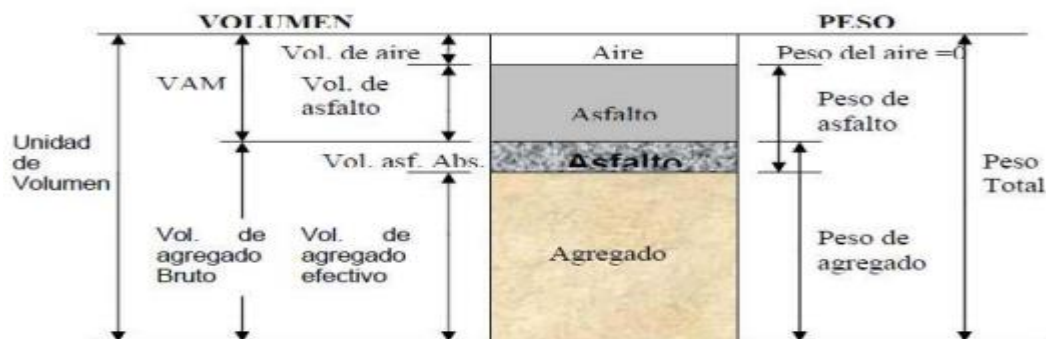 VOLUMEN
PESO
Vol. de aire
Aire
Peso del aire =0
VAM
Vol. de
asfalto
Asfalto
Peso de
asfalto
Unidad
de
Volumen
Vol. asf. Abs.
Asfalto
Peso
Total
Vol. de
agregado
Bruto
Vol. de
agregado
efectivo
Agregado
Peso de
agregado